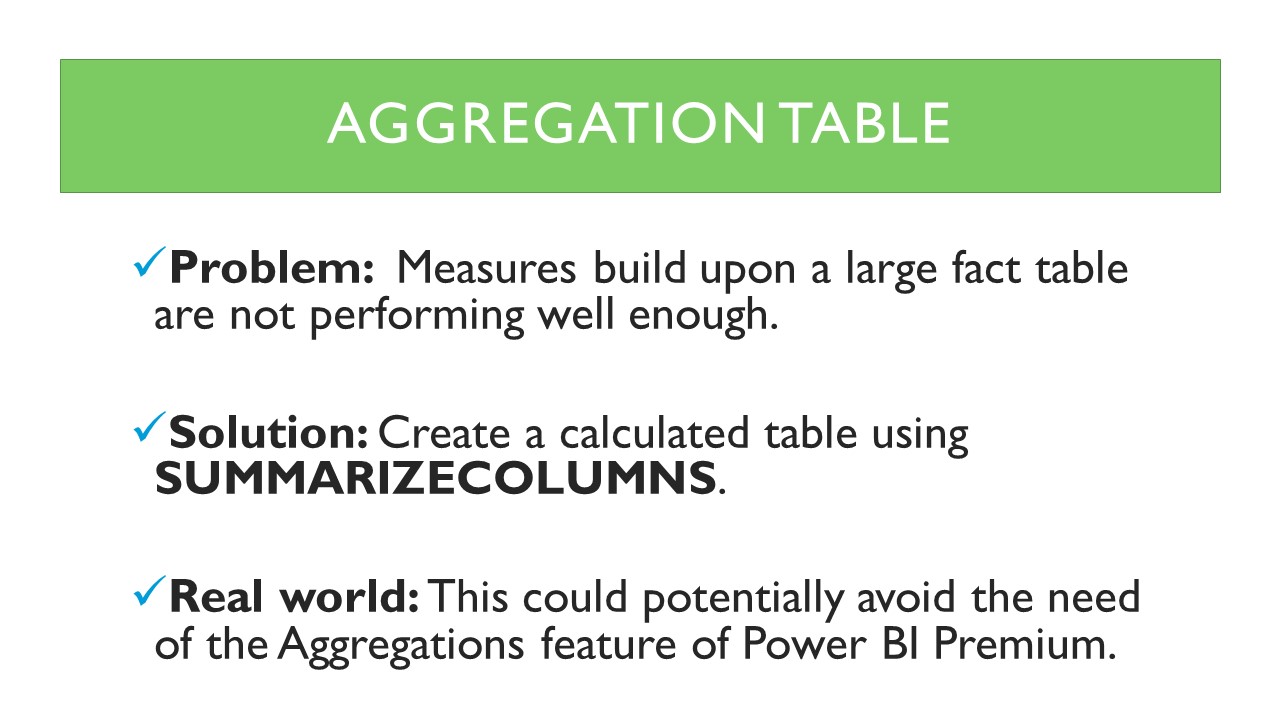 AGGREGATION TABLE
✓Problem: Measures build upon a large fact table
are not performing well enough.
✓Solution: Create a calculated table using
SUMMARIZECOLUMNS.
✓Real world: This could potentially avoid the need
of the Aggregations feature of Power BI Premium.